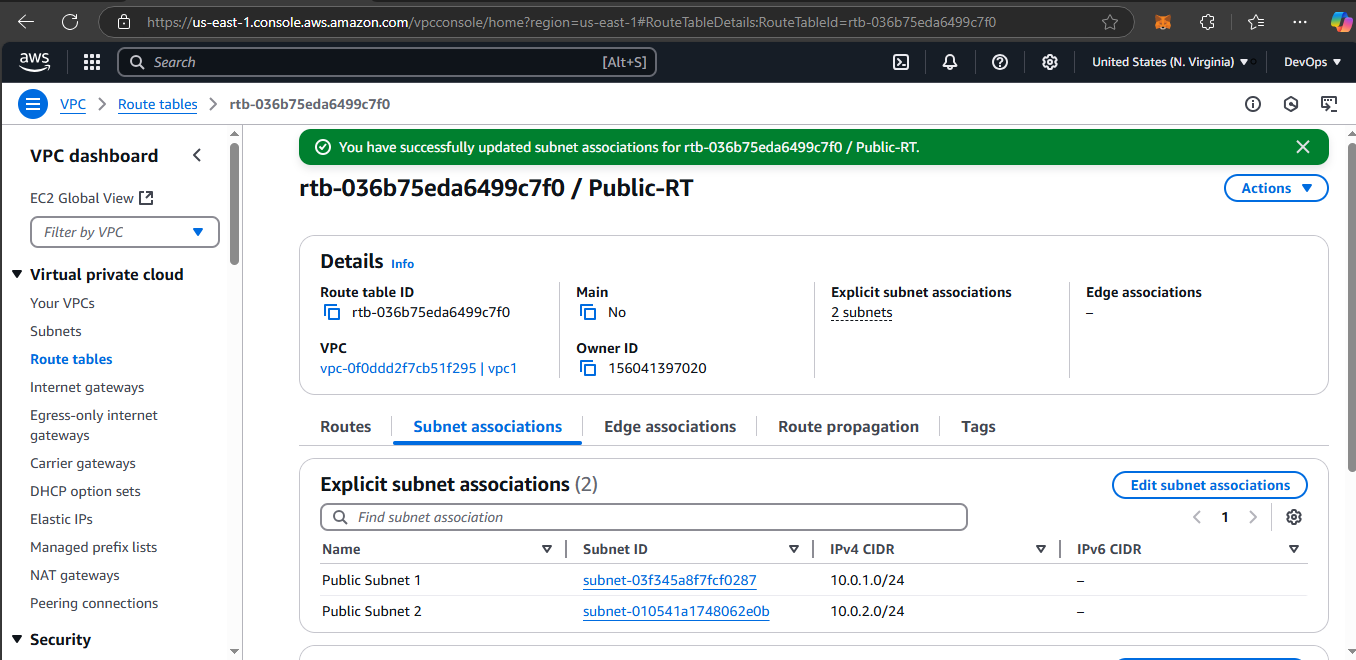 https://us-east-1.console.aws.amazon.com/vpcconsole/home?region=us-east-1#RouteTableDetails:RouteTableId=rtb-036b75eda6499c7f0
aws Search [Alt+S] United States (N. Virginia) DevOps
VPC Route tables rtb-036b75eda6499c7f0
VPC dashboard
EC2 Global View
Filter by VPC
Virtual private cloud
Your VPCs
Subnets
Route tables
Internet gateways
Egress-only internet
gateways
Carrier gateways
DHCP option sets
Elastic IPs
Managed prefix lists
NAT gateways
Peering connections
Security
You have successfully updated subnet associations for rtb-036b75eda6499c7f0 / Public-RT.
rtb-036b75eda6499c7f0 / Public-RT
Actions
Details Info
Route table ID
rtb-036b75eda6499c7f0
VPC
vpc-0f0ddd2f7cb51f295 | vpc1
Main
No
Owner ID
156041397020
Explicit subnet associations
2 subnets
Edge associations
–
Routes Subnet associations Edge associations Route propagation Tags
Explicit subnet associations (2)
Edit subnet associations
Find subnet association
1
Name Subnet ID IPv4 CIDR IPv6 CIDR
Public Subnet 1 subnet-03f345a8f7fcf0287 10.0.1.0/24 –
Public Subnet 2 subnet-010541a1748062e0b 10.0.2.0/24 –